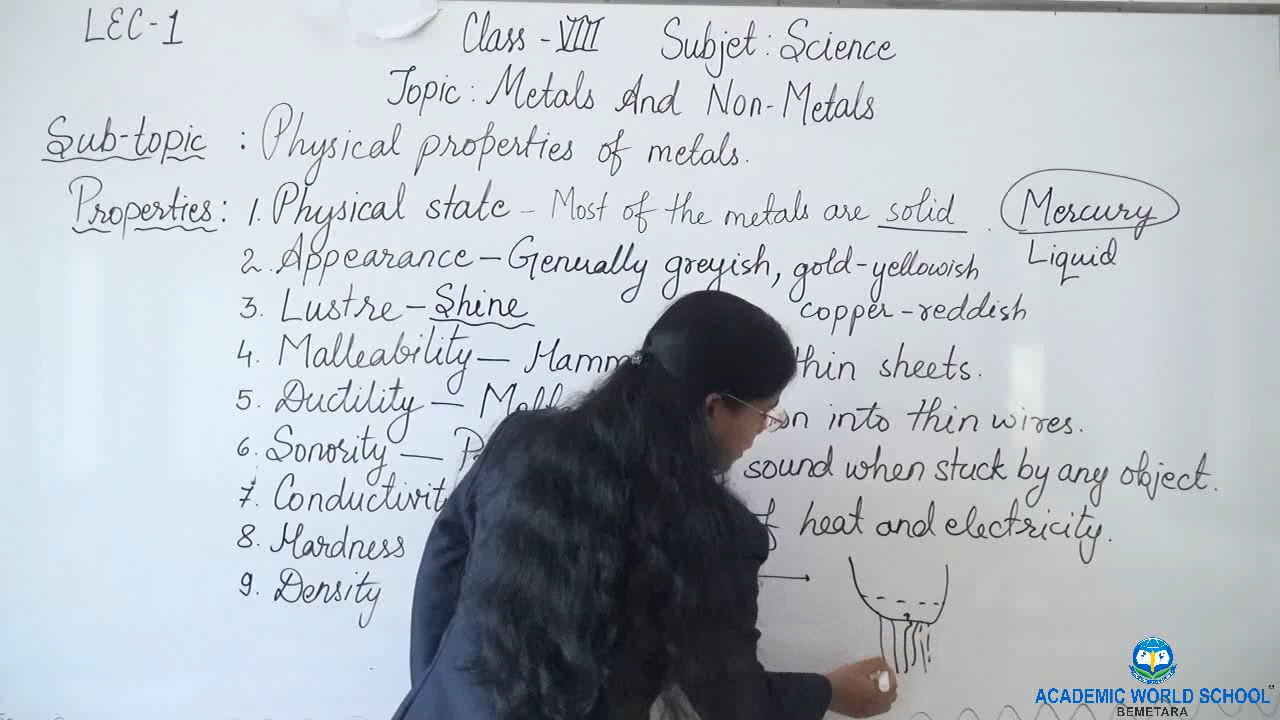 LEC-1
Class - VIII Subjet : Science
Topic : Metals And Non-Metals
Sub-topic : Physical properties of metals.
Properties : 1. Physical state - Most of the metals are solid. Mercury
Liquid
2. Appearance - Generally greyish, gold-yellowish
copper-reddish
3. Lustre - Shine
4. Malleability - thin sheets.
5. Ductility - into thin wires.
6. Sonority - sound when stuck by any object.
7. heat and electricity.
8. Hardness
9. Density
ACADEMIC WORLD SCHOOL
BEMETARA